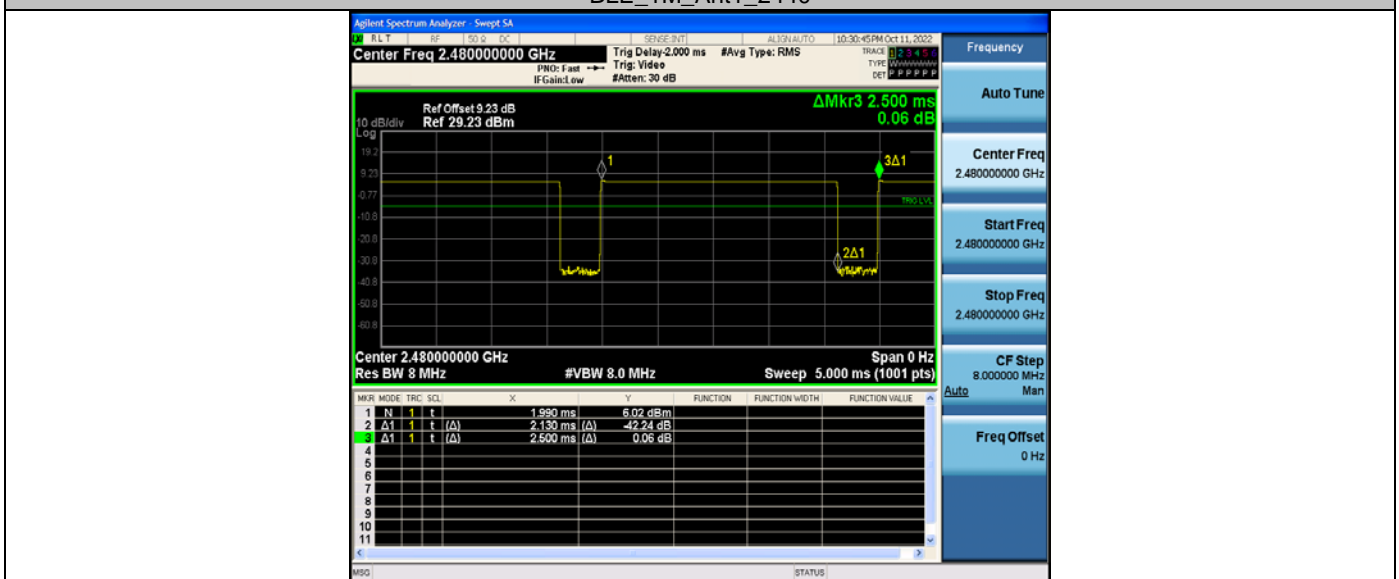 Agilent Spectrum Analyzer - Swept SA
RLT RF 50 Ω DC SENSE:INT ALIGN AUTO 10:30:45 PM Oct 11, 2022
Center Freq 2.480000000 GHz
PNO: Fast
IFGain:Low
Trig Delay-2.000 ms
Trig: Video
#Atten: 30 dB
#Avg Type: RMS
TRACE 1 2 3 4 5 6
TYPE
DET P P P P P P
ΔMkr3 2.500 ms
0.06 dB
Ref Offset 9.23 dB
10 dB/div Ref 29.23 dBm
Log
19.2
9.23
-0.77
-10.8
-20.8
-30.8
-40.8
-50.8
-60.8
1
3Δ1
TRIG LVL
2Δ1
Center 2.480000000 GHz Span 0 Hz
Res BW 8 MHz #VBW 8.0 MHz Sweep 5.000 ms (1001 pts)
MKR MODE TRC SCL X Y FUNCTION FUNCTION WIDTH FUNCTION VALUE
1 N 1 t 1.990 ms 6.02 dBm
2 Δ1 1 t (Δ) 2.130 ms (Δ) -42.24 dB
3 Δ1 1 t (Δ) 2.500 ms (Δ) 0.06 dB
4
5
6
7
8
9
10
11
MSG STATUS
Frequency
Auto Tune
Center Freq
2.480000000 GHz
Start Freq
2.480000000 GHz
Stop Freq
2.480000000 GHz
CF Step
8.000000 MHz
Auto Man
Freq Offset
0 Hz